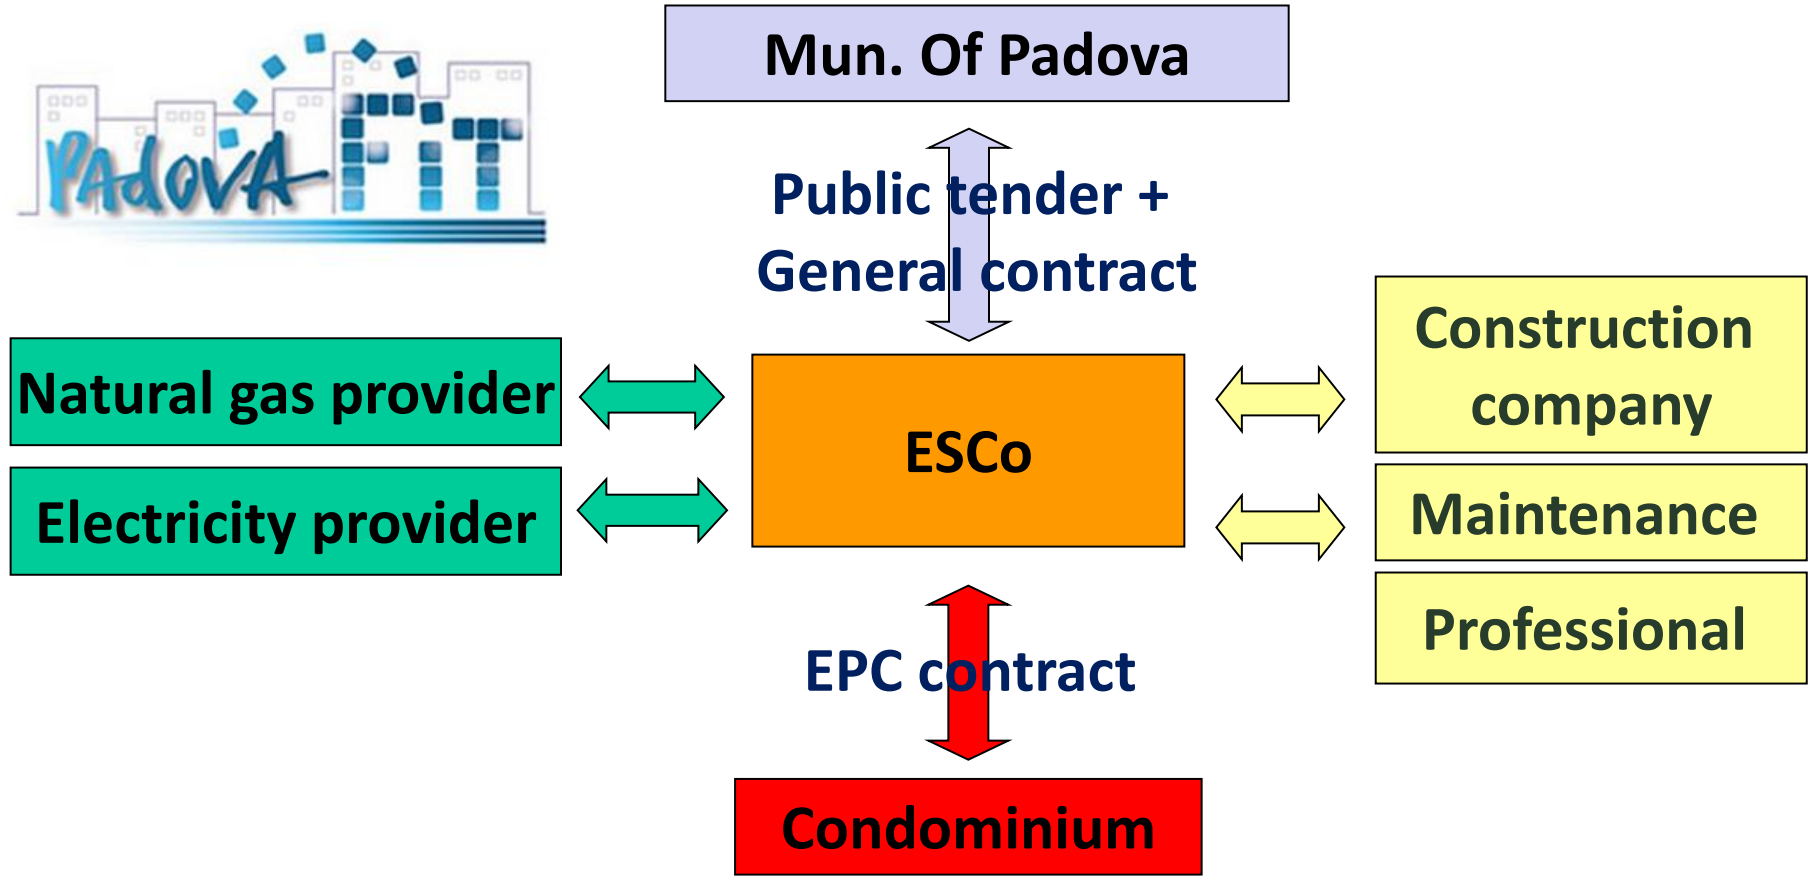 PAdovA FIT
Mun. Of Padova
Public tender +
General contract
Natural gas provider
Electricity provider
ESCo
Construction
company
Maintenance
Professional
EPC contract
Condominium